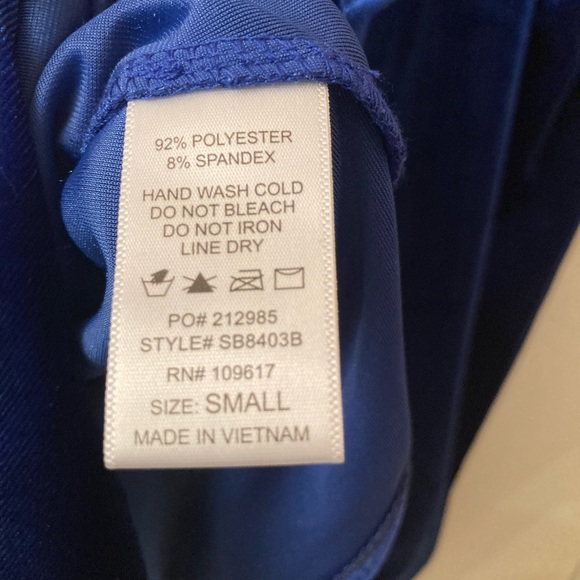 92% POLYESTER
8% SPANDEX
HAND WASH COLD
DO NOT BLEACH
DO NOT IRON
LINE DRY
PO# 212985
STYLE# SB8403B
RN# 109617
SIZE: SMALL
MADE IN VIETNAM